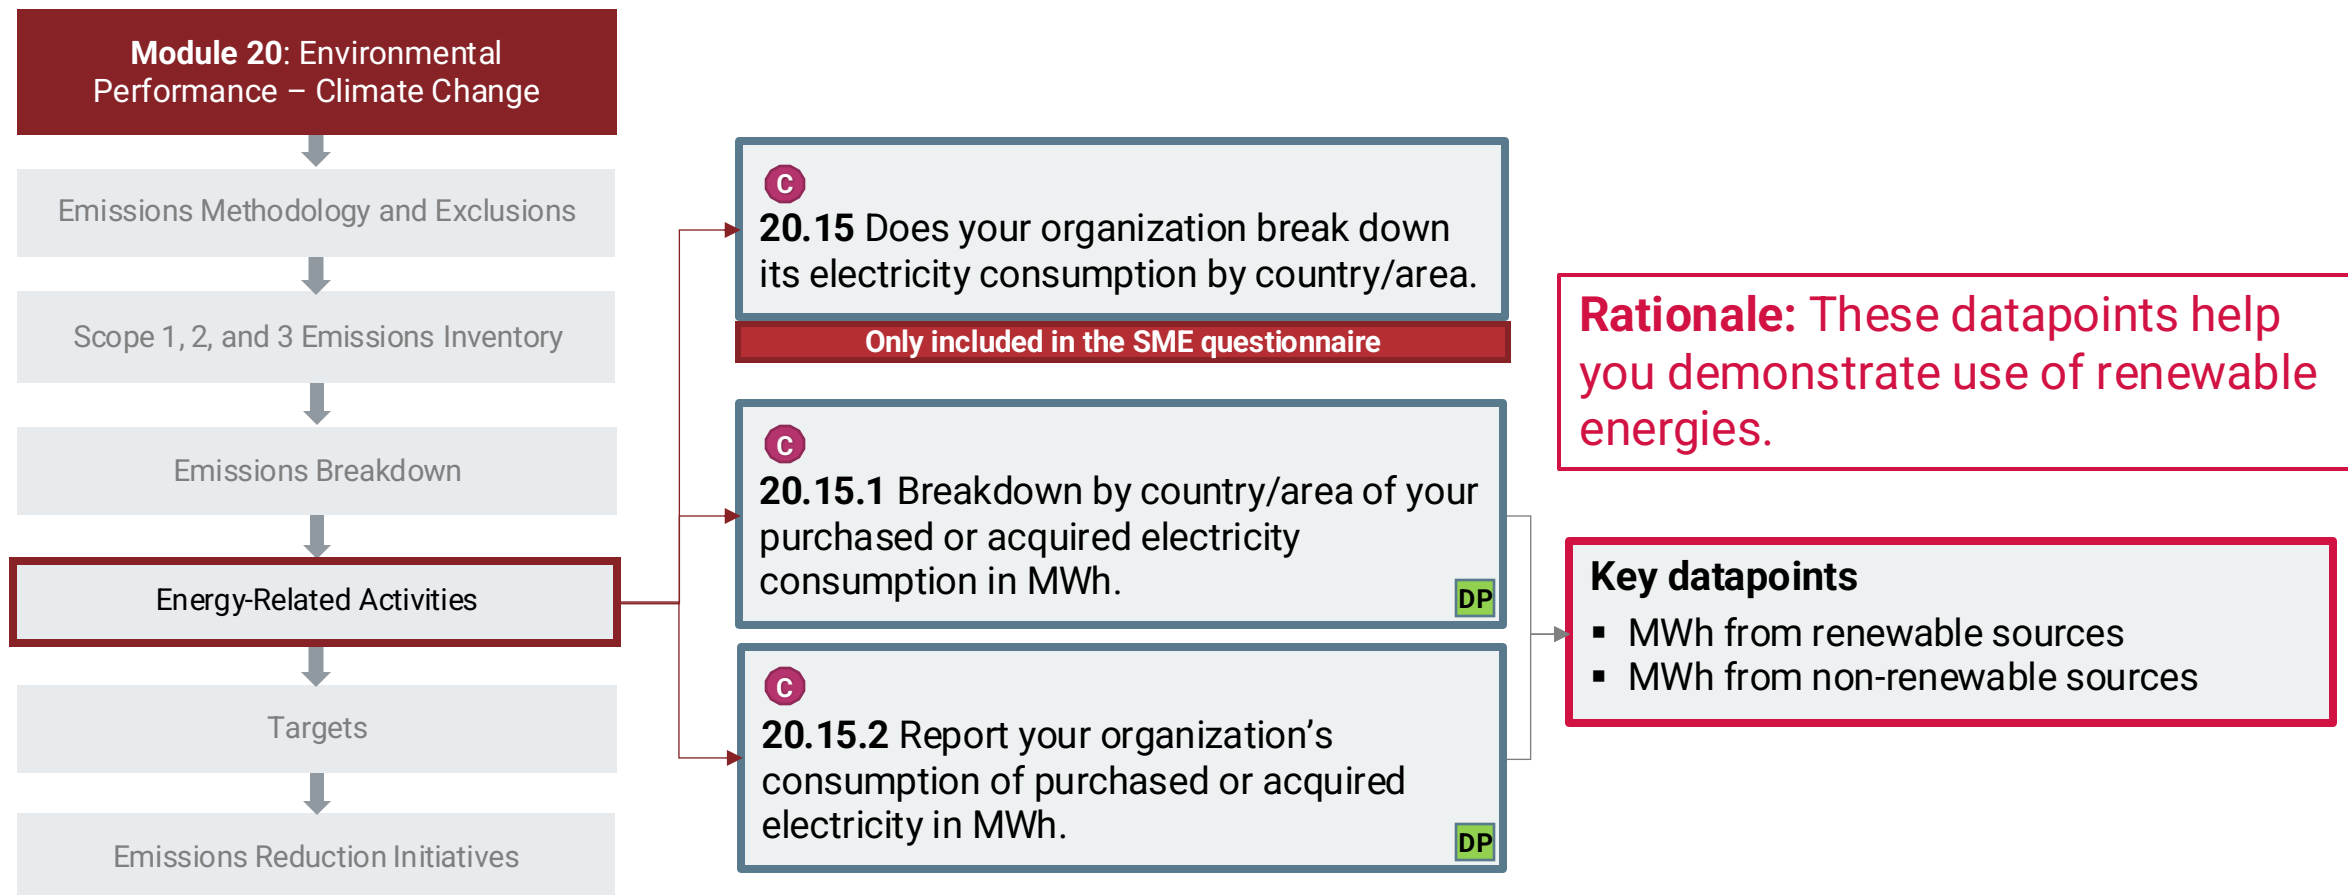 Module 20: Environmental
Performance – Climate Change
Emissions Methodology and Exclusions
Scope 1, 2, and 3 Emissions Inventory
Emissions Breakdown
Energy-Related Activities
Targets
Emissions Reduction Initiatives
C
20.15 Does your organization break down
its electricity consumption by country/area.
Only included in the SME questionnaire
C
20.15.1 Breakdown by country/area of your
purchased or acquired electricity
consumption in MWh.
DP
C
20.15.2 Report your organization’s
consumption of purchased or acquired
electricity in MWh.
DP
Rationale: These datapoints help
you demonstrate use of renewable
energies.
Key datapoints
▪ MWh from renewable sources
▪ MWh from non-renewable sources